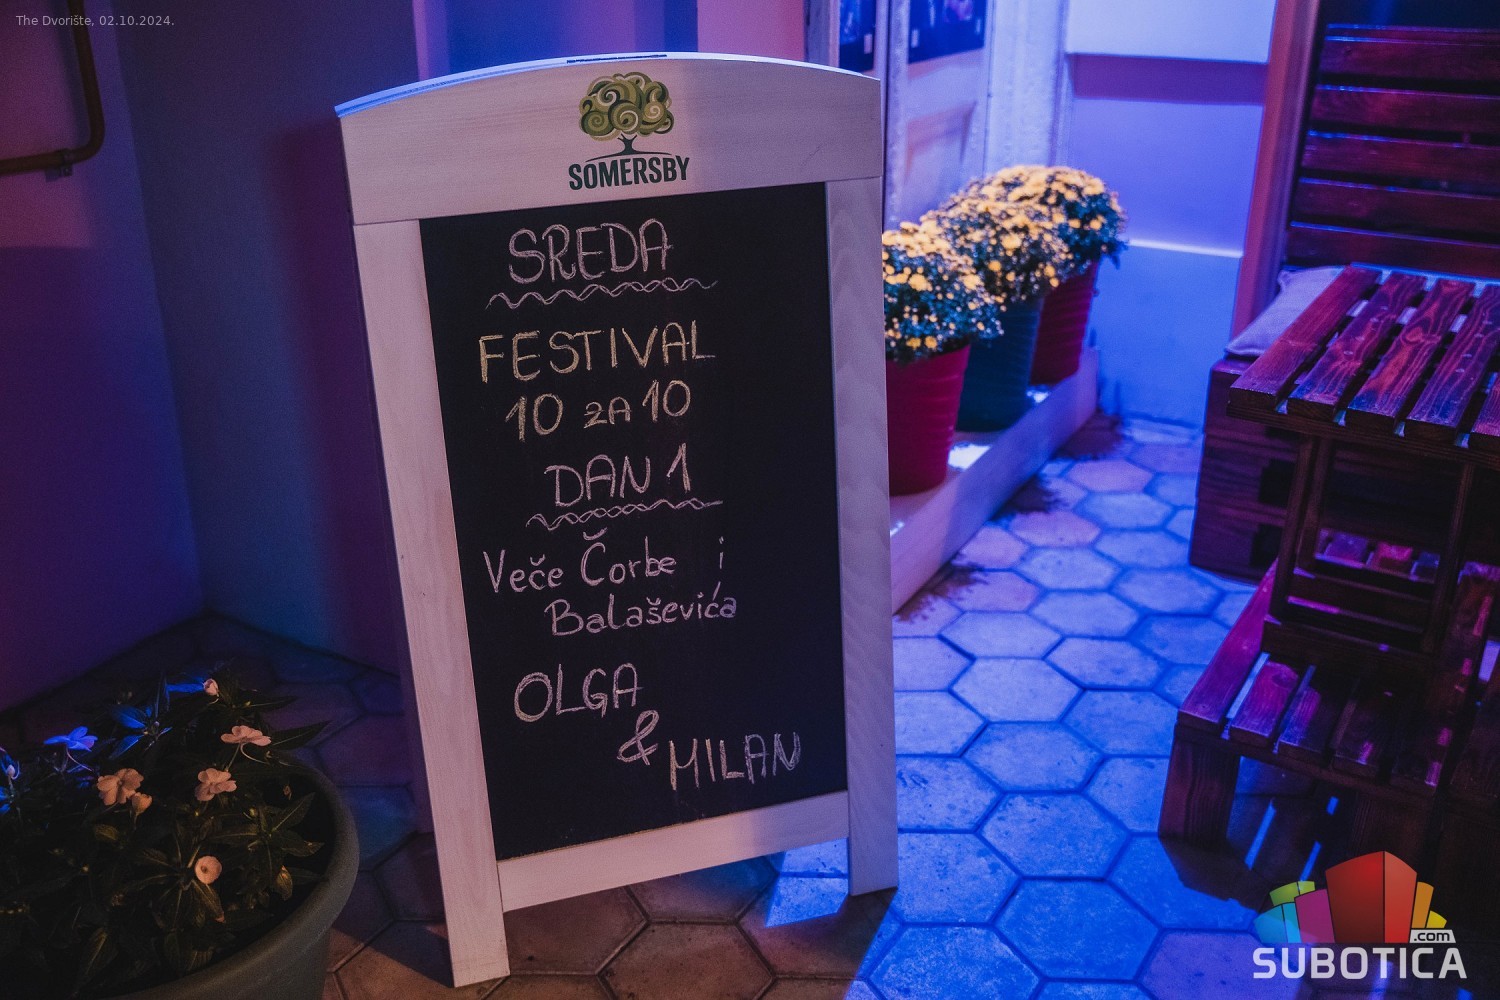 The Dvorište, 02.10.2024.
SOMERSBY
SREDA
FESTIVAL
10 ZA 10
DAN 1
Veče Čorbe i
Balaševića
OLGA
&
MILAN
.com
SUBOTICA